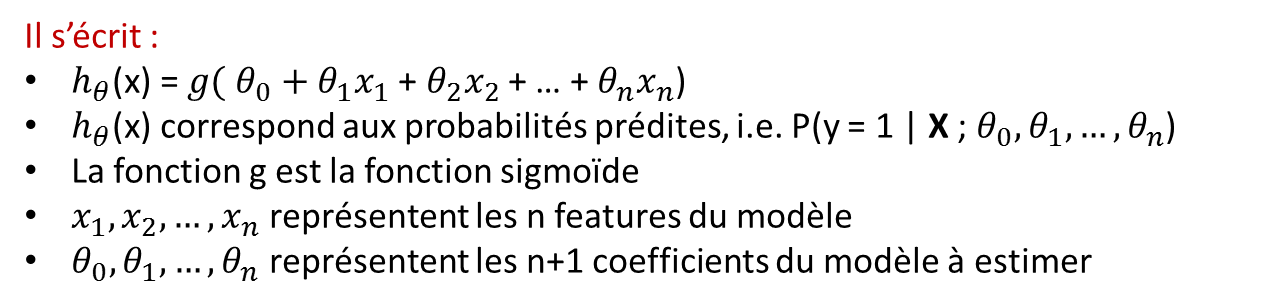 Il s’écrit :
• ℎ𝜃(x) = 𝑔( 𝜃0 + 𝜃1𝑥1 + 𝜃2𝑥2 + … + 𝜃𝑛𝑥𝑛)
• ℎ𝜃(x) correspond aux probabilités prédites, i.e. P(y = 1 | X ; 𝜃0, 𝜃1, … , 𝜃𝑛)
• La fonction g est la fonction sigmoïde
• 𝑥1, 𝑥2, … , 𝑥𝑛 représentent les n features du modèle
• 𝜃0, 𝜃1, … , 𝜃𝑛 représentent les n+1 coefficients du modèle à estimer